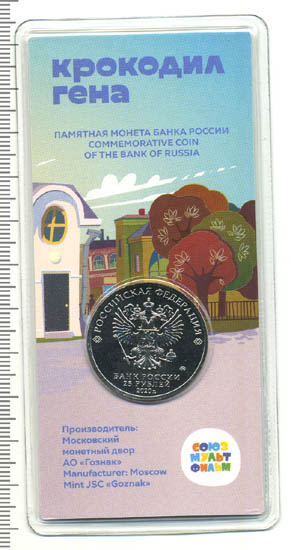 крокодил
гена
ПАМЯТНАЯ МОНЕТА БАНКА РОССИИ
COMMEMORATIVE COIN
OF THE BANK OF RUSSIA
РОССИЙСКАЯ ФЕДЕРАЦИЯ
БАНК РОССИИ
25 РУБЛЕЙ
2020 г.
Производитель:
Московский
монетный двор
АО «Гознак»
Manufacturer: Moscow
Mint JSC «Goznak»
СОЮЗ
МУЛЬТ
ФИЛЬМ